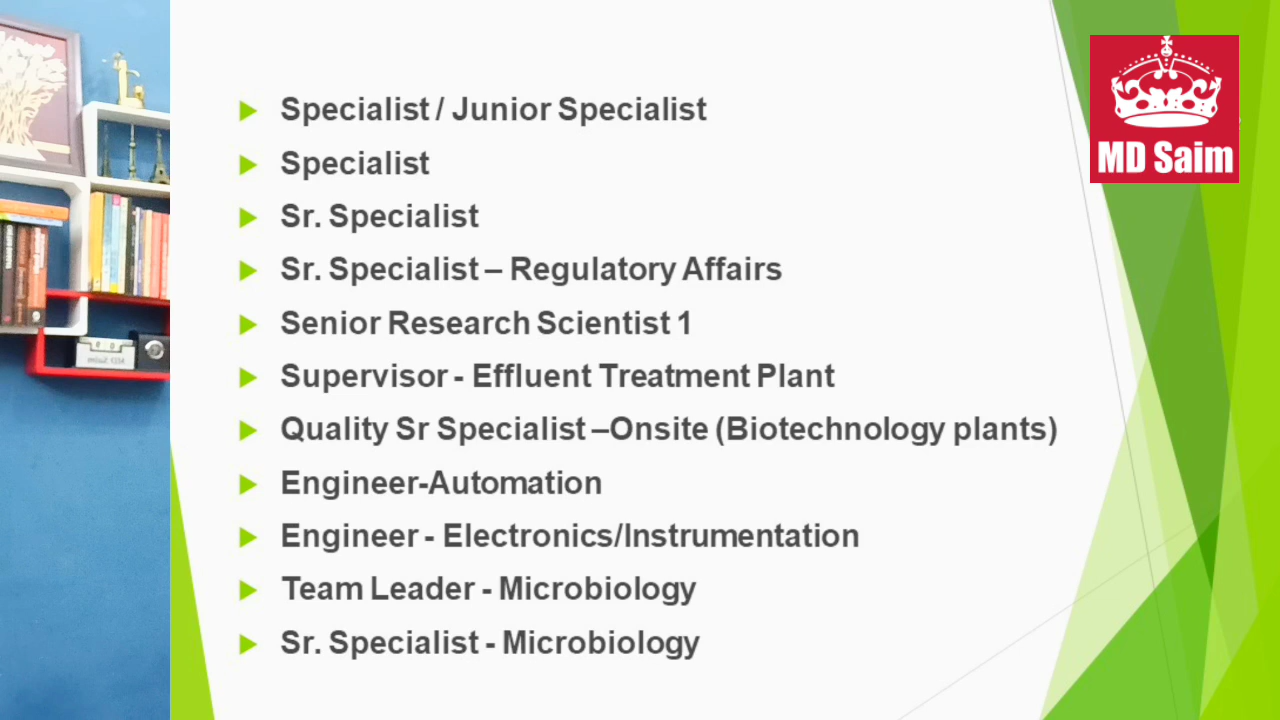 Specialist / Junior Specialist
Specialist
Sr. Specialist
Sr. Specialist – Regulatory Affairs
Senior Research Scientist 1
Supervisor - Effluent Treatment Plant
Quality Sr Specialist –Onsite (Biotechnology plants)
Engineer-Automation
Engineer - Electronics/Instrumentation
Team Leader - Microbiology
Sr. Specialist - Microbiology
MD Saim